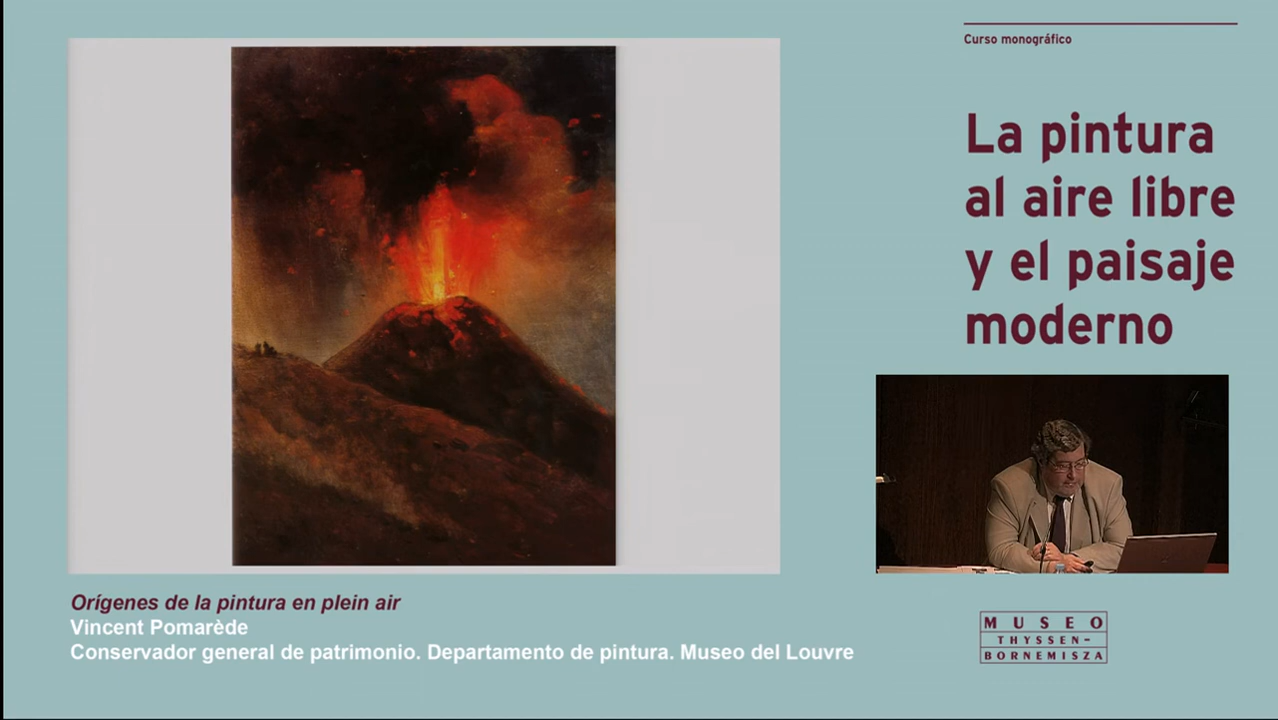 Curso monográfico
La pintura
al aire libre
y el paisaje
moderno
Orígenes de la pintura en plein air
Vincent Pomarède
Conservador general de patrimonio. Departamento de pintura. Museo del Louvre
MUSEO
THYSSEN-
BORNEMISZA